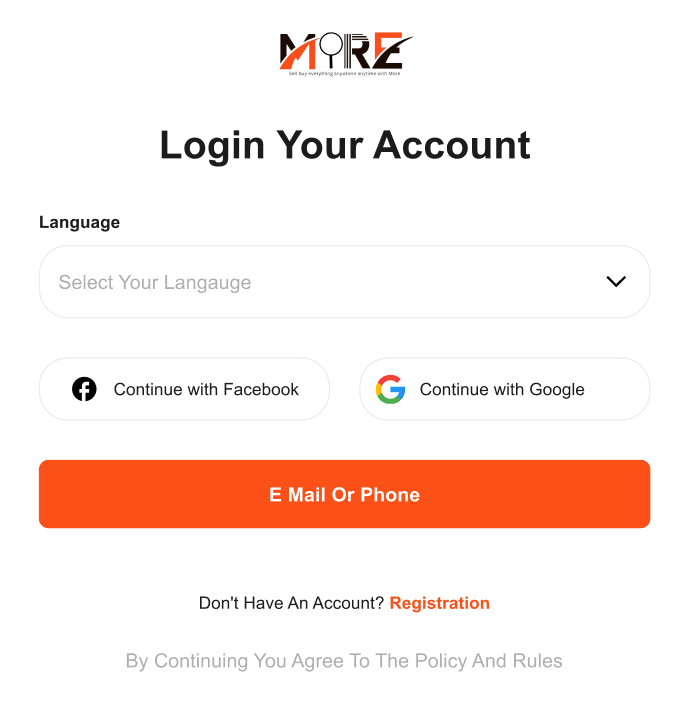 MORE
Sell buy everything anywhere anytime with More
Login Your Account
Language
Select Your Langauge
Continue with Facebook
Continue with Google
E Mail Or Phone
Don't Have An Account? Registration
By Continuing You Agree To The Policy And Rules